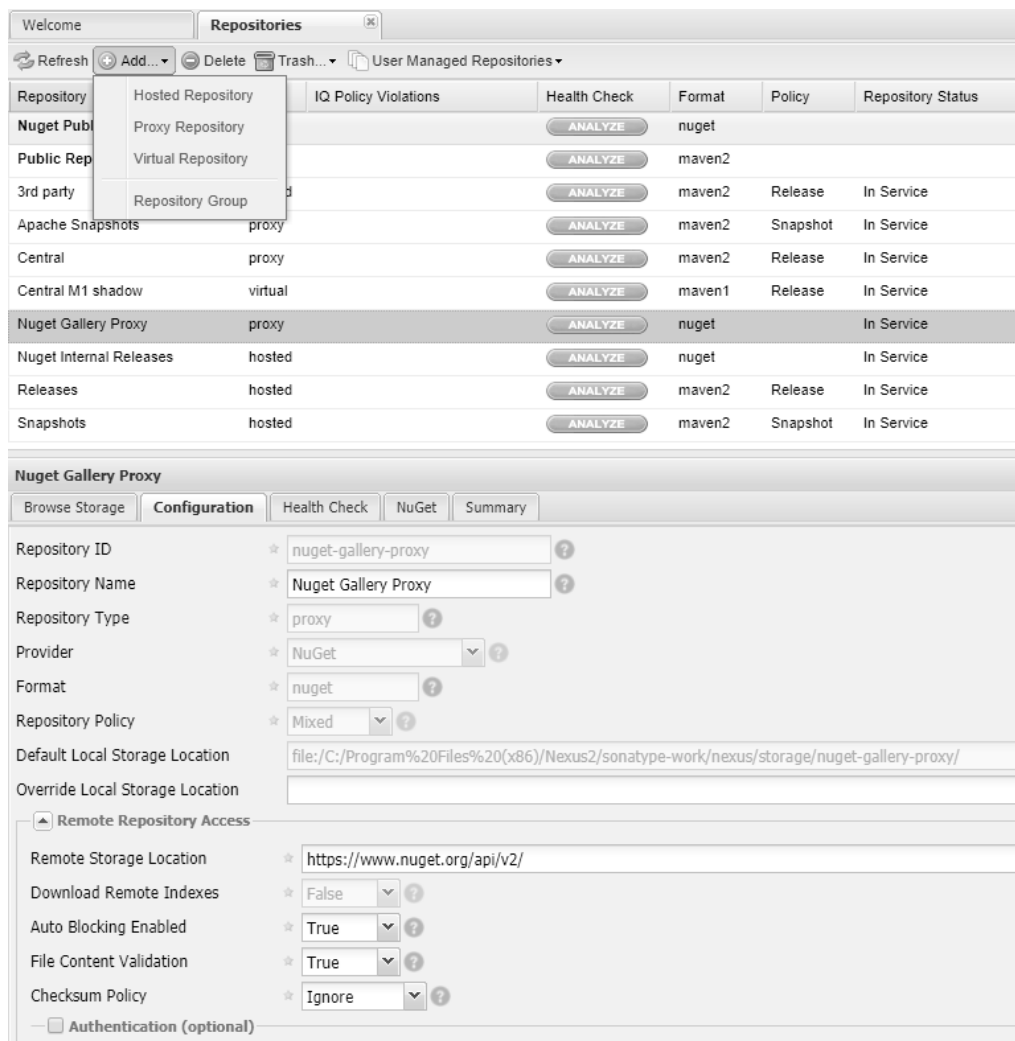 Welcome Repositories
Refresh Add... Delete Trash... User Managed Repositories
Repository IQ Policy Violations Health Check Format Policy Repository Status
Hosted Repository
Proxy Repository
Virtual Repository
Repository Group
Nuget Publ ANALYZE nuget
Public Rep ANALYZE maven2
3rd party d ANALYZE maven2 Release In Service
Apache Snapshots proxy ANALYZE maven2 Snapshot In Service
Central proxy ANALYZE maven2 Release In Service
Central M1 shadow virtual ANALYZE maven1 Release In Service
Nuget Gallery Proxy proxy ANALYZE nuget In Service
Nuget Internal Releases hosted ANALYZE nuget In Service
Releases hosted ANALYZE maven2 Release In Service
Snapshots hosted ANALYZE maven2 Snapshot In Service
Nuget Gallery Proxy
Browse Storage Configuration Health Check NuGet Summary
Repository ID nuget-gallery-proxy ?
Repository Name Nuget Gallery Proxy ?
Repository Type proxy ?
Provider NuGet ?
Format nuget ?
Repository Policy Mixed ?
Default Local Storage Location file:/C:/Program%20Files%20(x86)/Nexus2/sonatype-work/nexus/storage/nuget-gallery-proxy/
Override Local Storage Location
Remote Repository Access
Remote Storage Location https://www.nuget.org/api/v2/
Download Remote Indexes False ?
Auto Blocking Enabled True ?
File Content Validation True ?
Checksum Policy Ignore ?
Authentication (optional)